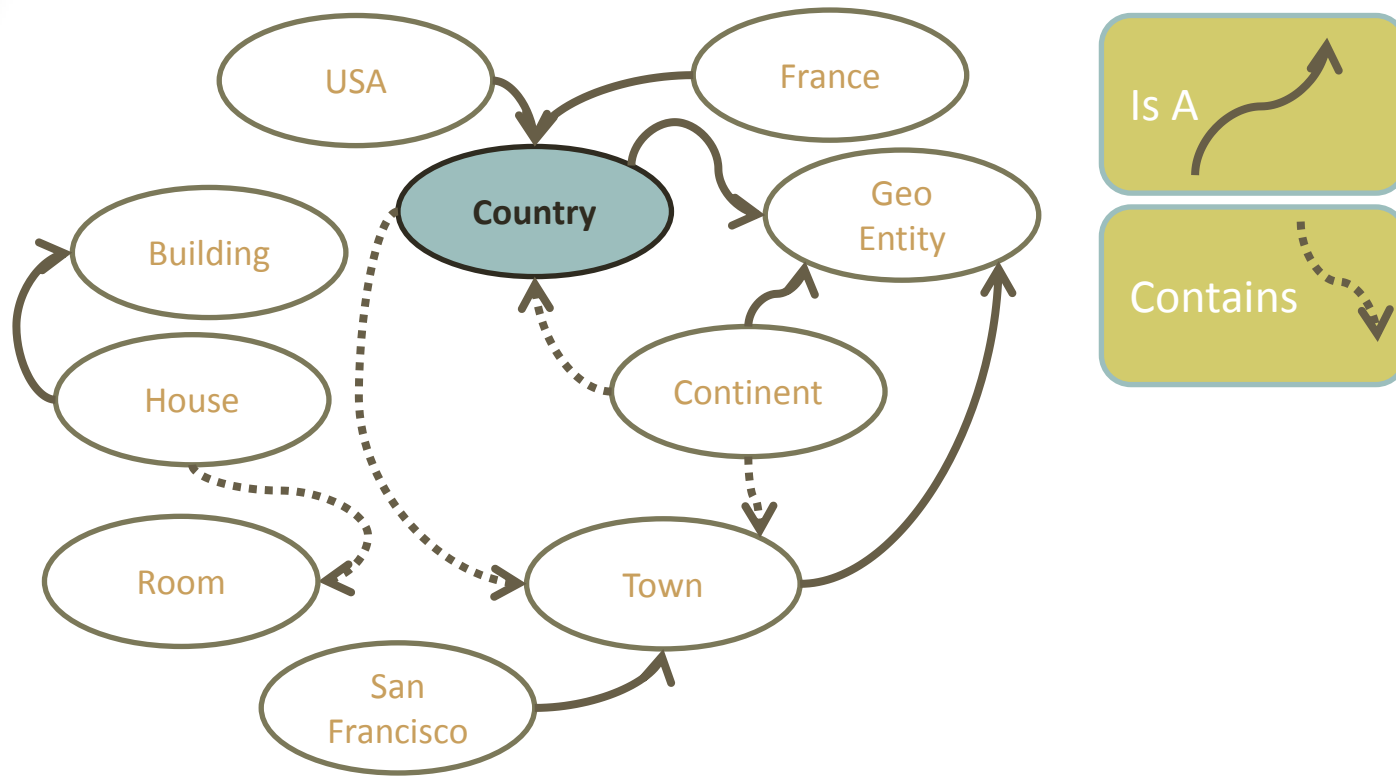 USA
France
Is A
Country
Geo
Entity
Building
Contains
House
Continent
Room
Town
San
Francisco